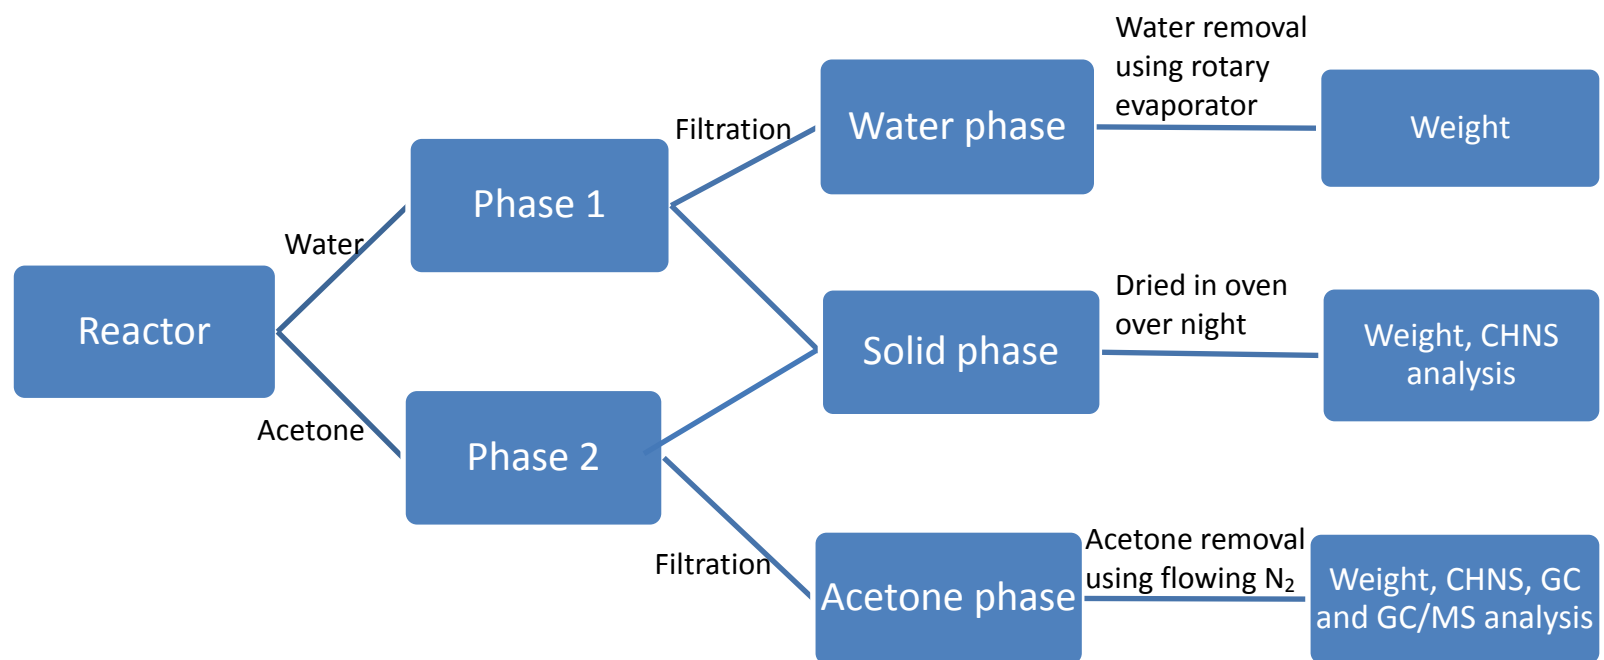 Reactor
Water
Acetone
Phase 1
Phase 2
Filtration
Filtration
Water phase
Solid phase
Acetone phase
Water removal
using rotary
evaporator
Dried in oven
over night
Acetone removal
using flowing N₂
Weight
Weight, CHNS
analysis
Weight, CHNS, GC
and GC/MS analysis